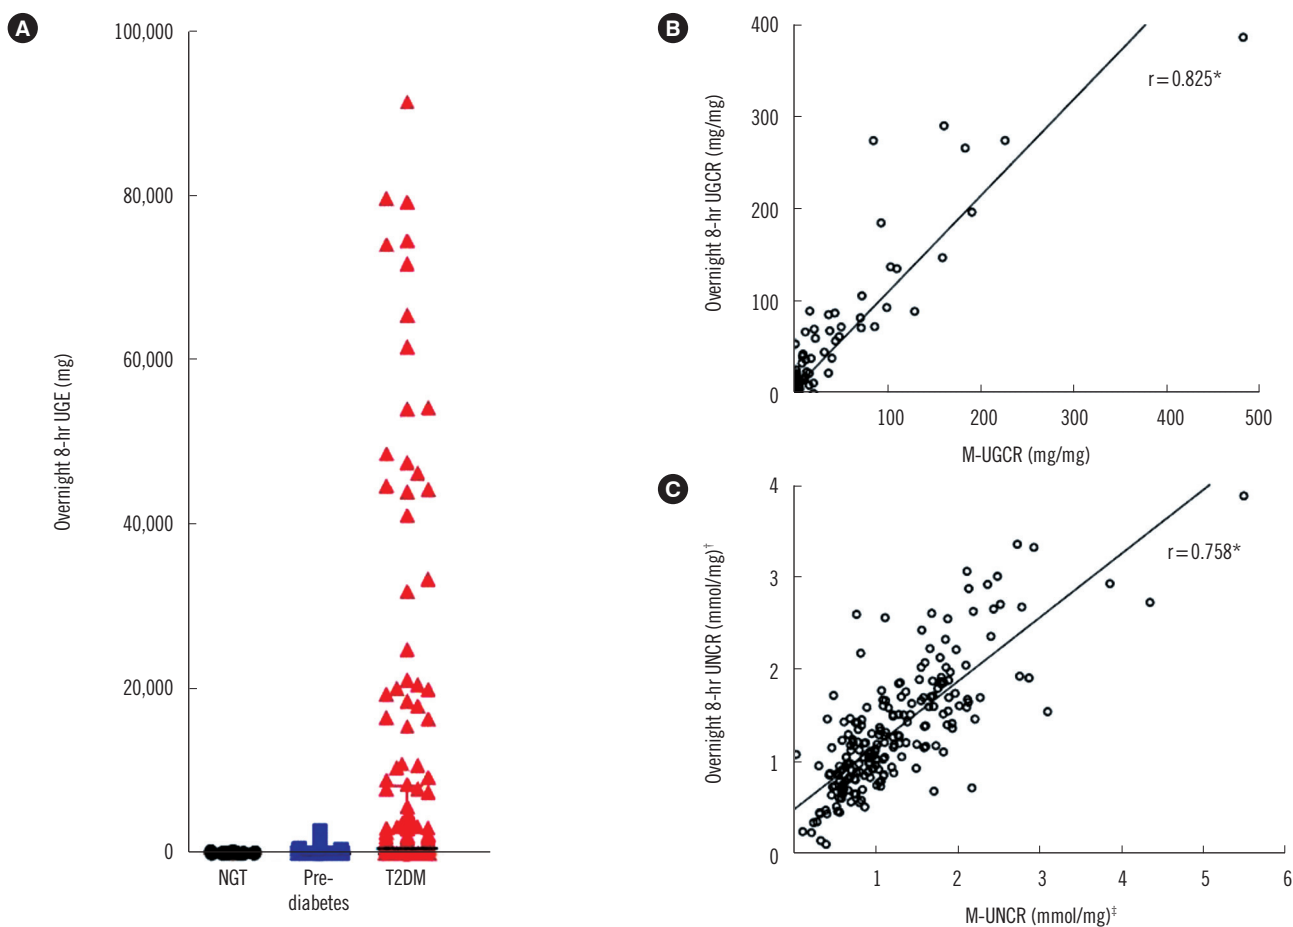 A
100,000
80,000
60,000
40,000
20,000
0
Overnight 8-hr UGE (mg)
NGT
Pre-
diabetes
T2DM
B
400
300
200
100
0
Overnight 8-hr UGCR (mg/mg)
r=0.825*
100 200 300 400 500
M-UGCR (mg/mg)
C
4
3
2
1
0
Overnight 8-hr UNCR (mmol/mg)†
r=0.758*
1 2 3 4 5 6
M-UNCR (mmol/mg)‡